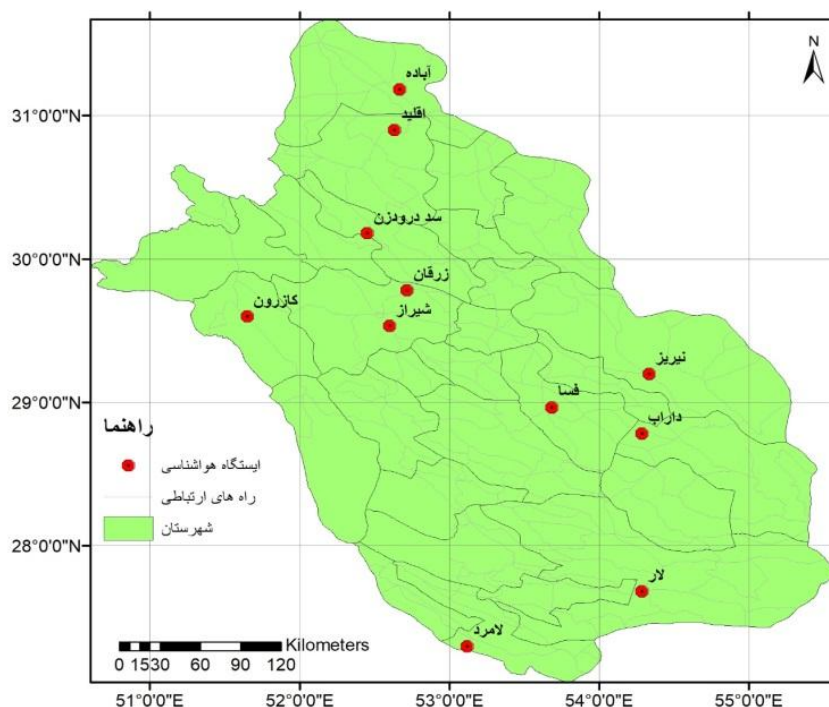 N
31°0'0"N
30°0'0"N
29°0'0"N
28°0'0"N
آباده
اقلید
سد درودزن
زرقان
شیراز
کازرون
نیریز
فسا
داراب
لار
لامرد
راهنما
ایستگاه هواشناسی
راه های ارتباطی
شهرستان
Kilometers
0 1530 60 90 120
51°0'0"E 52°0'0"E 53°0'0"E 54°0'0"E 55°0'0"E